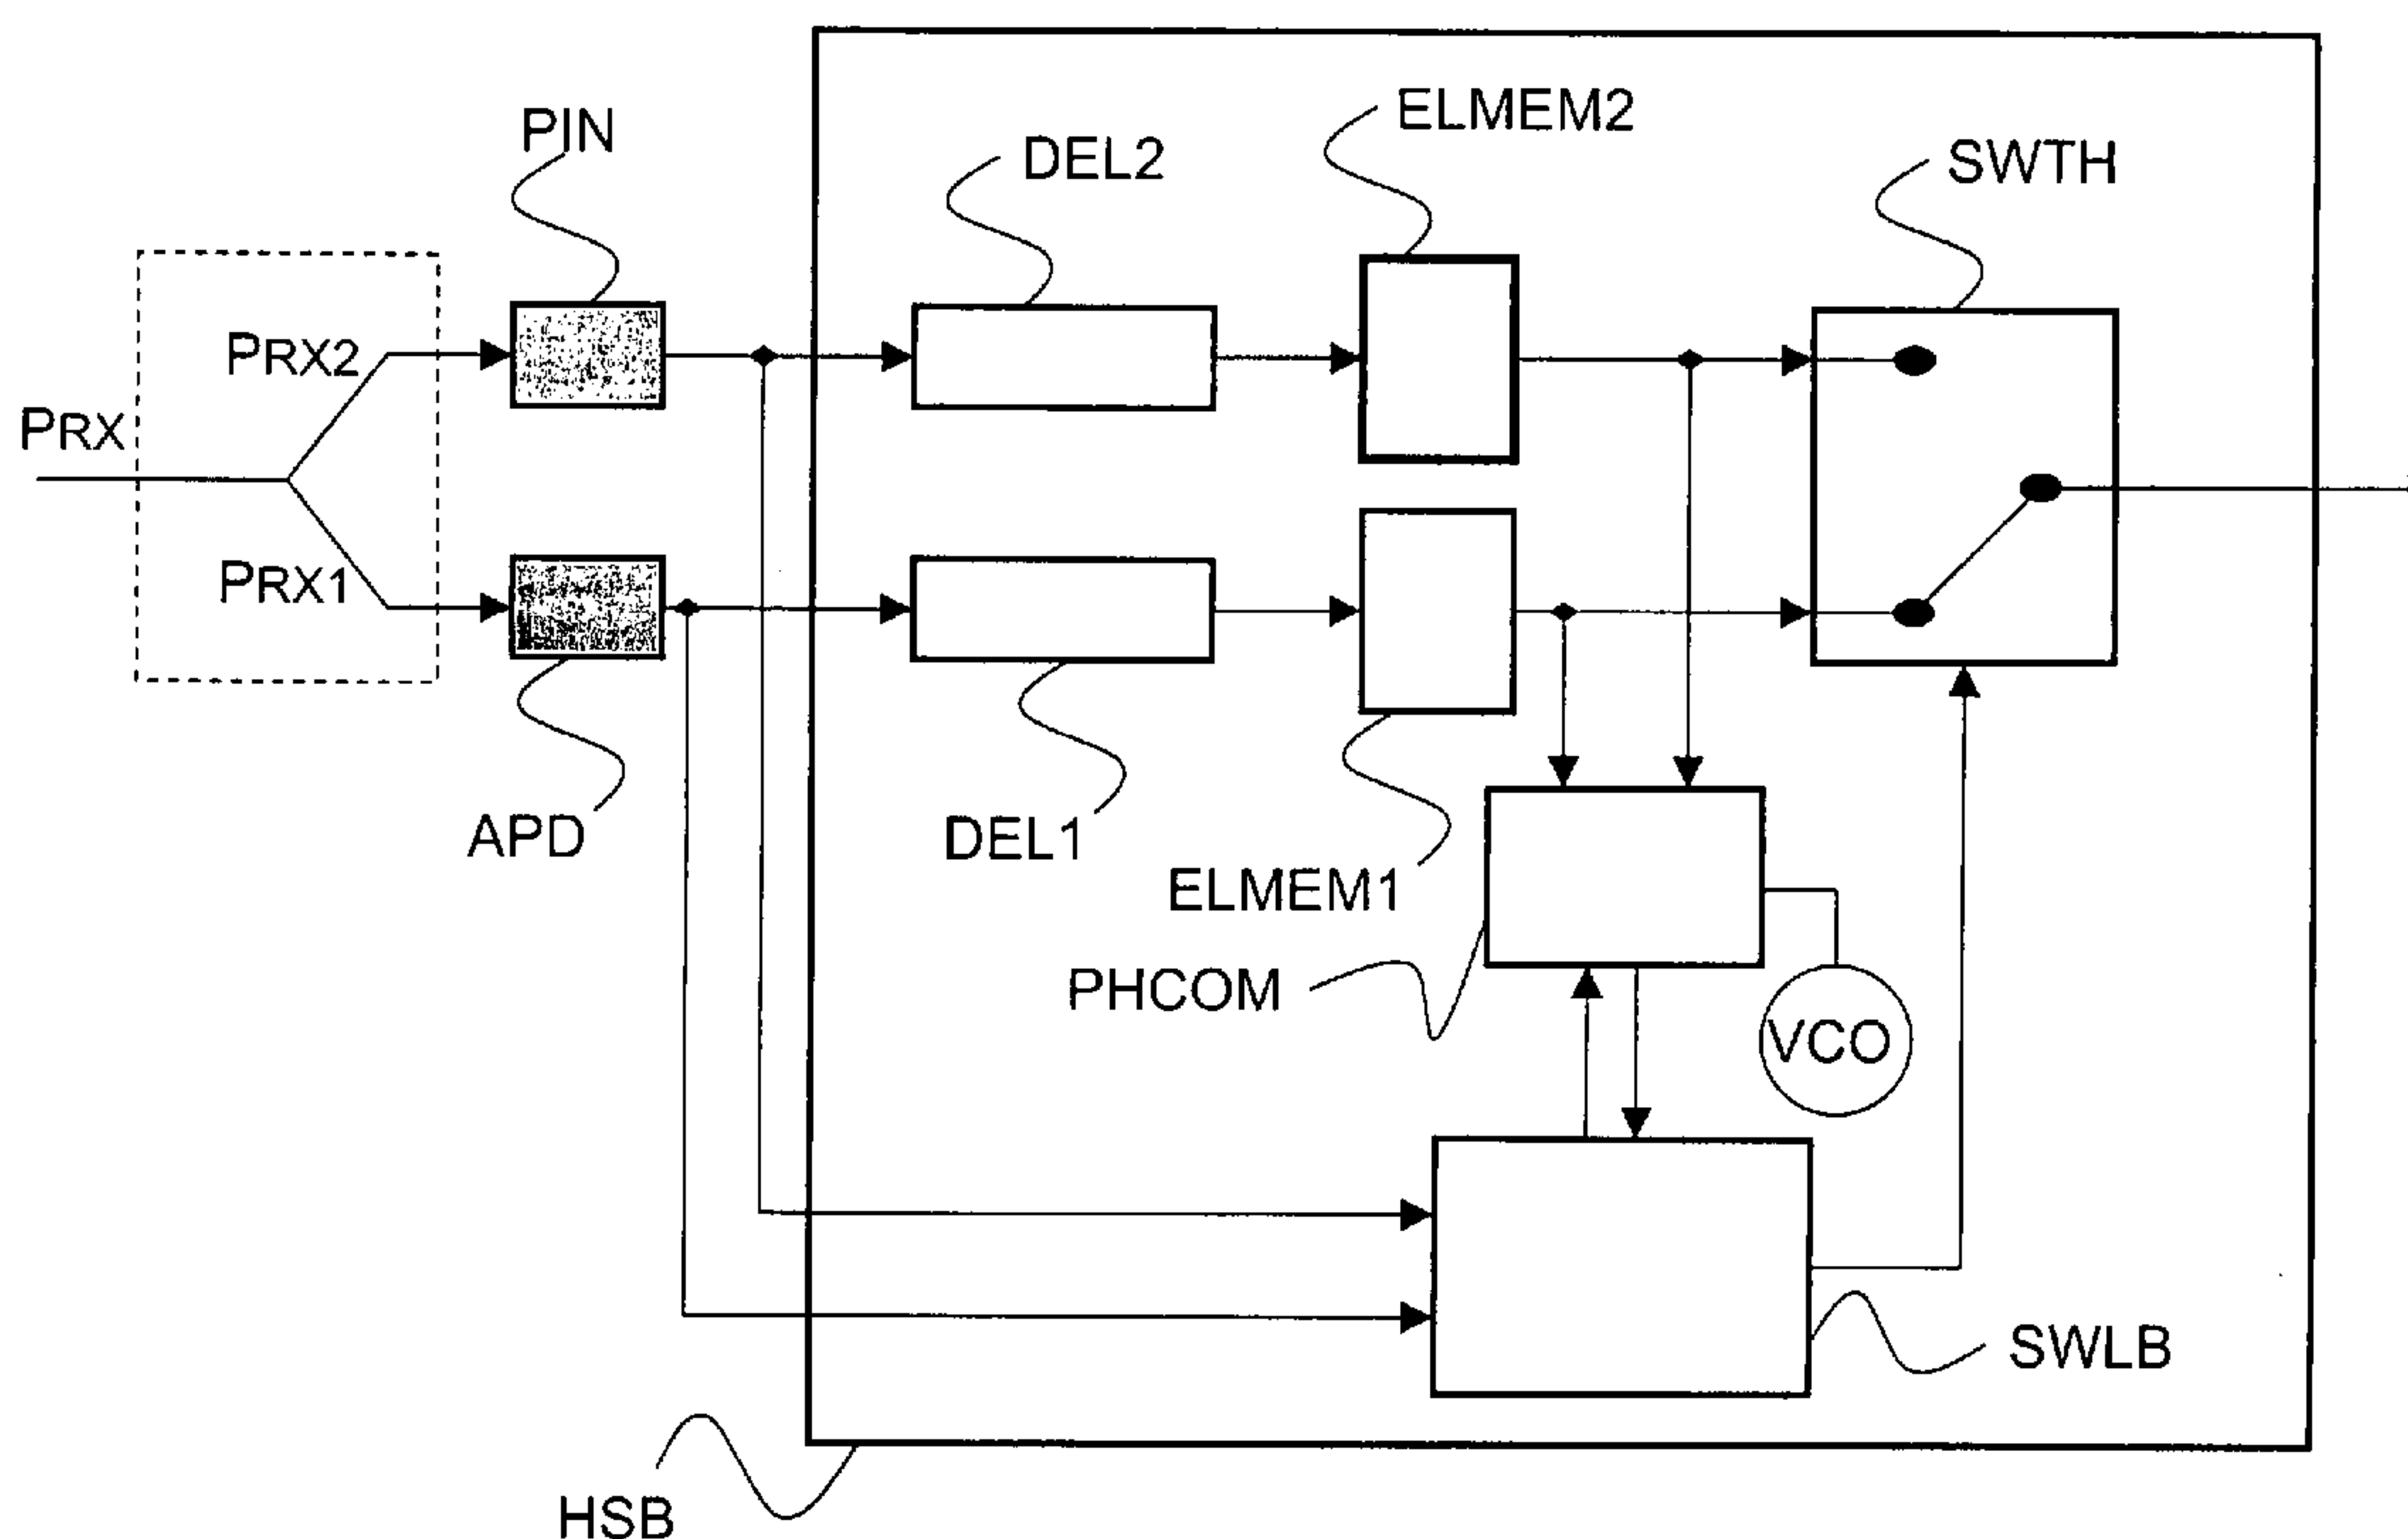 ELMEM2
PIN
DEL2
SWTH
PRX2
PRX
PRX1
APD
DEL1
ELMEM1
PHCOM
VCO
SWLB
HSB